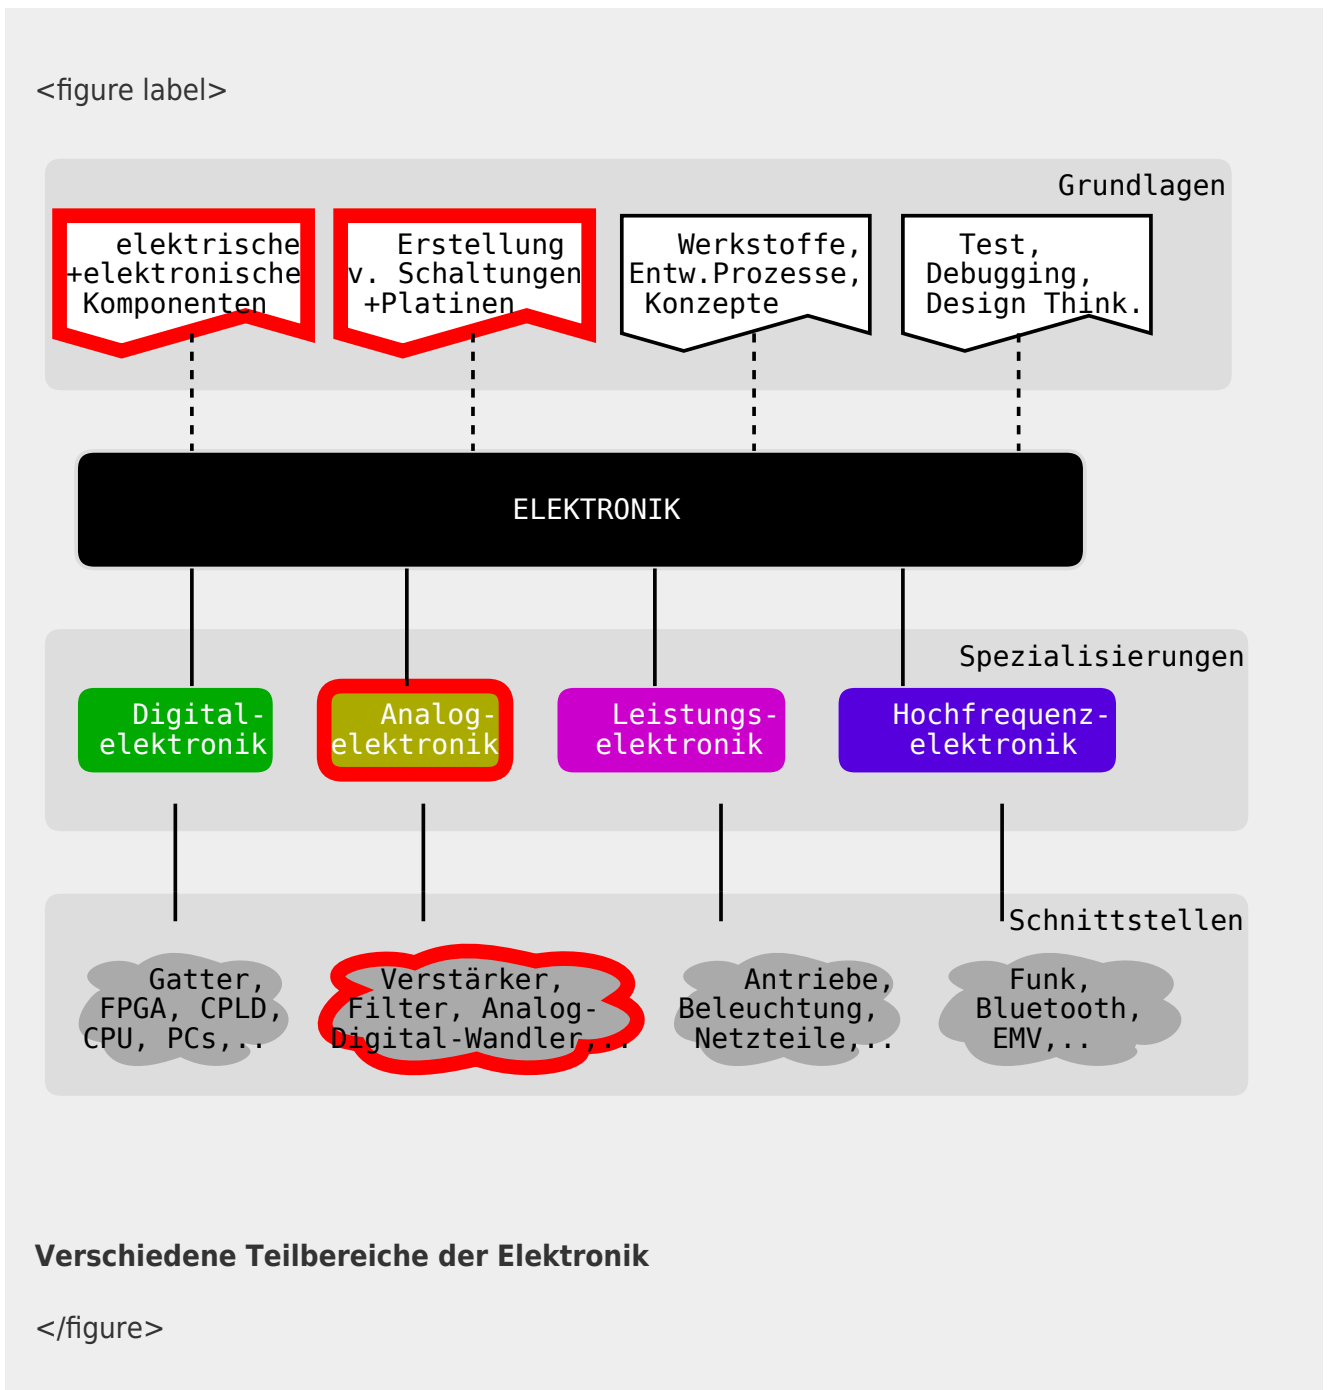 <figure label>
Grundlagen
elektrische
+elektronische
Komponenten
Erstellung
v. Schaltungen
+Platinen
Werkstoffe,
Entw.Prozesse,
Konzepte
Test,
Debugging,
Design Think.
ELEKTRONIK
Spezialisierungen
Digital-
elektronik
Analog-
elektronik
Leistungs-
elektronik
Hochfrequenz-
elektronik
Schnittstellen
Gatter,
FPGA, CPLD,
CPU, PCs,..
Verstärker,
Filter, Analog-
Digital-Wandler,..
Antriebe,
Beleuchtung,
Netzteile,..
Funk,
Bluetooth,
EMV,..
Verschiedene Teilbereiche der Elektronik
</figure>